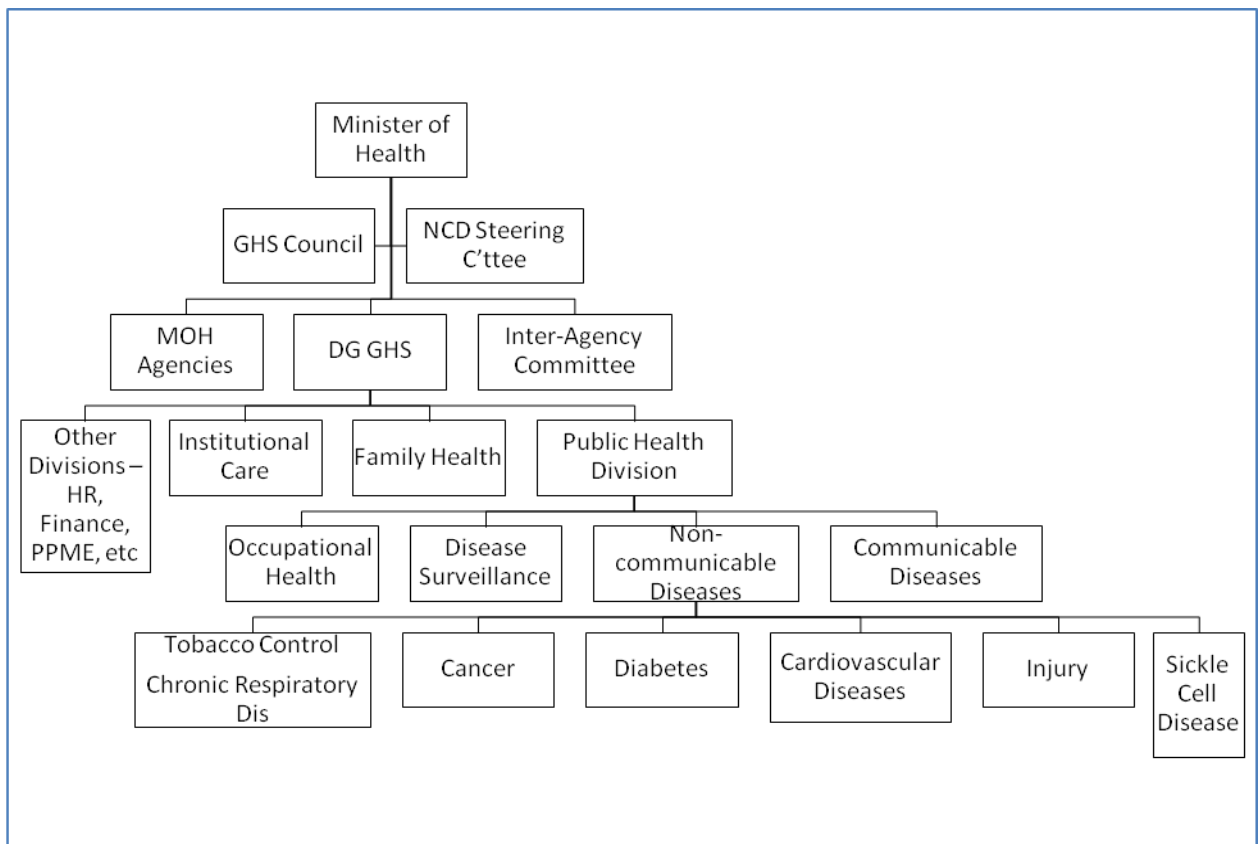 Minister of
Health
GHS Council
NCD Steering
C'ttee
MOH
Agencies
DG GHS
Inter-Agency
Committee
Other
Divisions –
HR,
Finance,
PPME, etc
Institutional
Care
Family Health
Public Health
Division
Occupational
Health
Disease
Surveillance
Non-
communicable
Diseases
Communicable
Diseases
Tobacco Control
Chronic Respiratory
Dis
Cancer
Diabetes
Cardiovascular
Diseases
Injury
Sickle
Cell
Disease